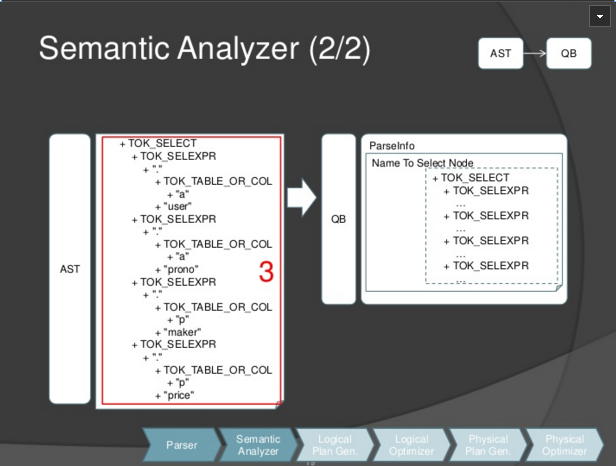 Semantic Analyzer (2/2)
AST
QB
AST
+ TOK_SELECT
+ TOK_SELEXPR
+ "."
+ TOK_TABLE_OR_COL
+ "a"
+ "user"
+ TOK_SELEXPR
+ "."
+ TOK_TABLE_OR_COL
+ "a"
+ "prono"
+ TOK_SELEXPR
+ "."
+ TOK_TABLE_OR_COL
+ "p"
+ "maker"
+ TOK_SELEXPR
+ "."
+ TOK_TABLE_OR_COL
+ "p"
+ "price"
3
QB
ParseInfo
Name To Select Node
+ TOK_SELECT
+ TOK_SELEXPR
...
+ TOK_SELEXPR
...
+ TOK_SELEXPR
...
+ TOK_SELEXPR
...
Parser
Semantic
Analyzer
Logical
Plan Gen.
Logical
Optimizer
Physical
Plan Gen.
Physical
Optimizer